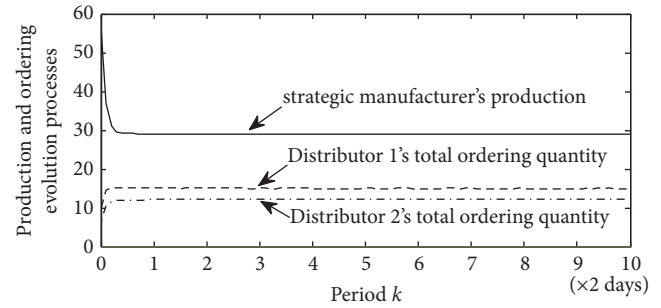 Production and ordering
evolution processes
60
50
40
30
20
10
0
strategic manufacturer's production
Distributor 1's total ordering quantity
Distributor 2's total ordering quantity
0 1 2 3 4 5 6 7 8 9 10
(×2 days)
Period k